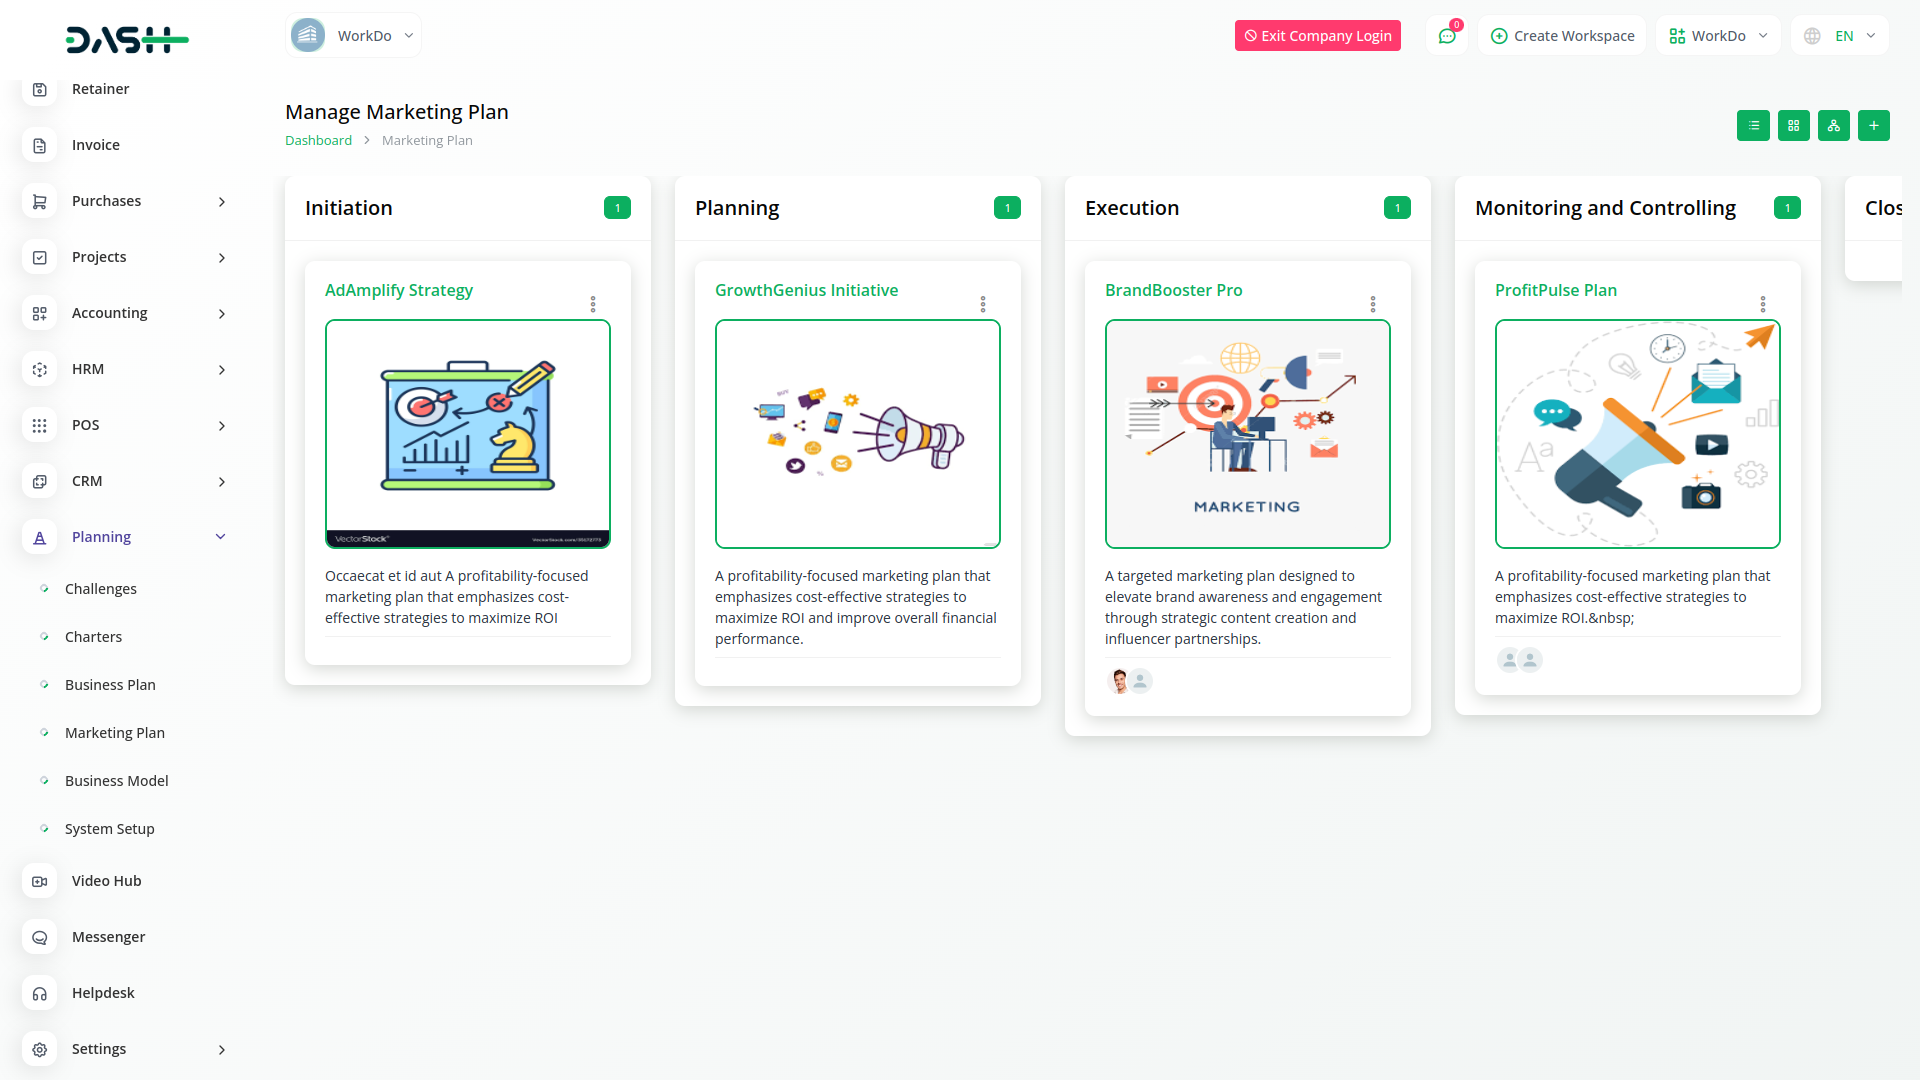 DASH
WorkDo
Exit Company Login
0
Create Workspace
WorkDo
EN
Retainer
Invoice
Purchases
Projects
Accounting
HRM
POS
CRM
Planning
Challenges
Charters
Business Plan
Marketing Plan
Business Model
System Setup
Video Hub
Messenger
Helpdesk
Settings
Manage Marketing Plan
Dashboard
Marketing Plan
Initiation
1
AdAmplify Strategy
VectorStock®
Occaecat et id aut A profitability-focused
marketing plan that emphasizes cost-
effective strategies to maximize ROI
Planning
1
GrowthGenius Initiative
A profitability-focused marketing plan that
emphasizes cost-effective strategies to
maximize ROI and improve overall financial
performance.
Execution
1
BrandBooster Pro
MARKETING
A targeted marketing plan designed to
elevate brand awareness and engagement
through strategic content creation and
influencer partnerships.
Monitoring and Controlling
1
ProfitPulse Plan
Aa
A profitability-focused marketing plan that
emphasizes cost-effective strategies to
maximize ROI.&nbsp;
Clos